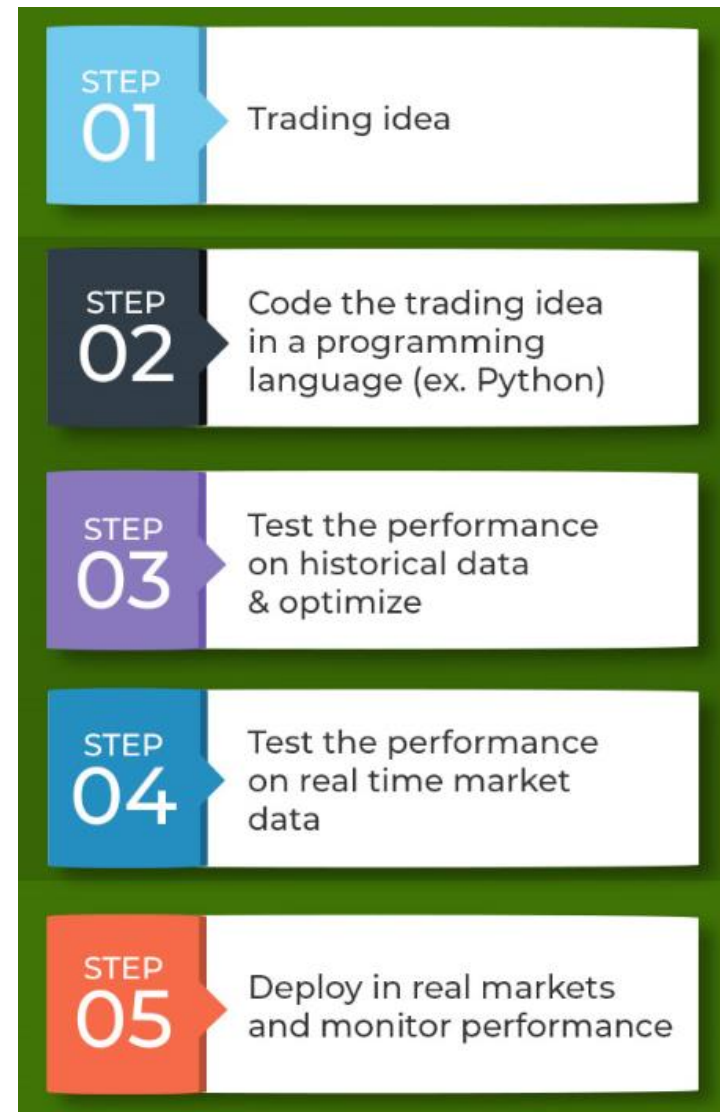 STEP
01
Trading idea
STEP
02
Code the trading idea
in a programming
language (ex. Python)
STEP
03
Test the performance
on historical data
& optimize
STEP
04
Test the performance
on real time market
data
STEP
05
Deploy in real markets
and monitor performance